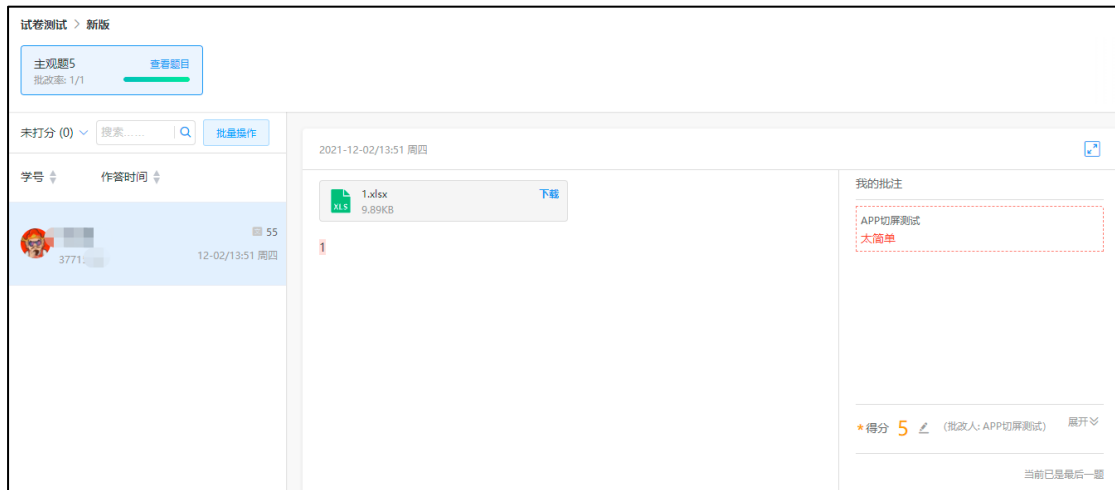 试卷测试 > 新版
主观题5 查看题目
批改率: 1/1
未打分 (0) 搜索…… 批量操作
学号 作答时间
55
3771
12-02/13:51 周四
2021-12-02/13:51 周四
1.xlsx 下载
XLS 9.89KB
1
我的批注
APP切屏测试
太简单
*得分 5 (批改人: APP切屏测试) 展开
当前已是最后一题